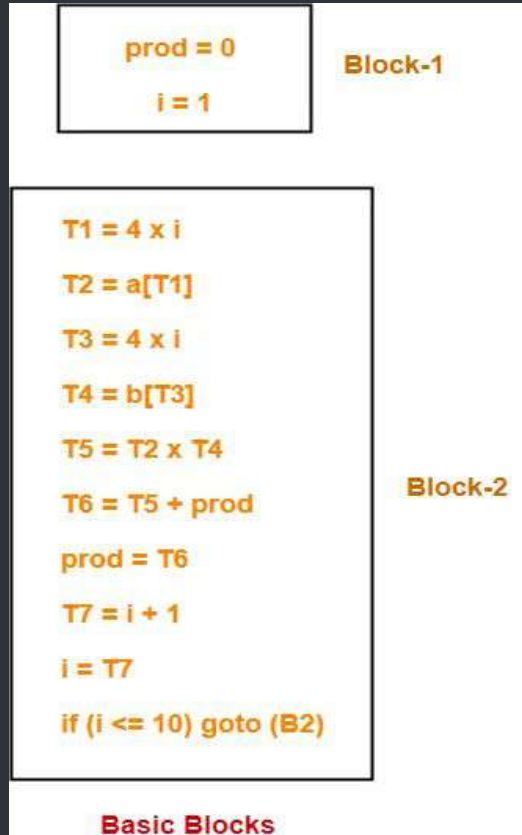 prod = 0
i = 1
Block-1
T1 = 4 x i
T2 = a[T1]
T3 = 4 x i
T4 = b[T3]
T5 = T2 x T4
T6 = T5 + prod
prod = T6
T7 = i + 1
i = T7
if (i <= 10) goto (B2)
Block-2
Basic Blocks